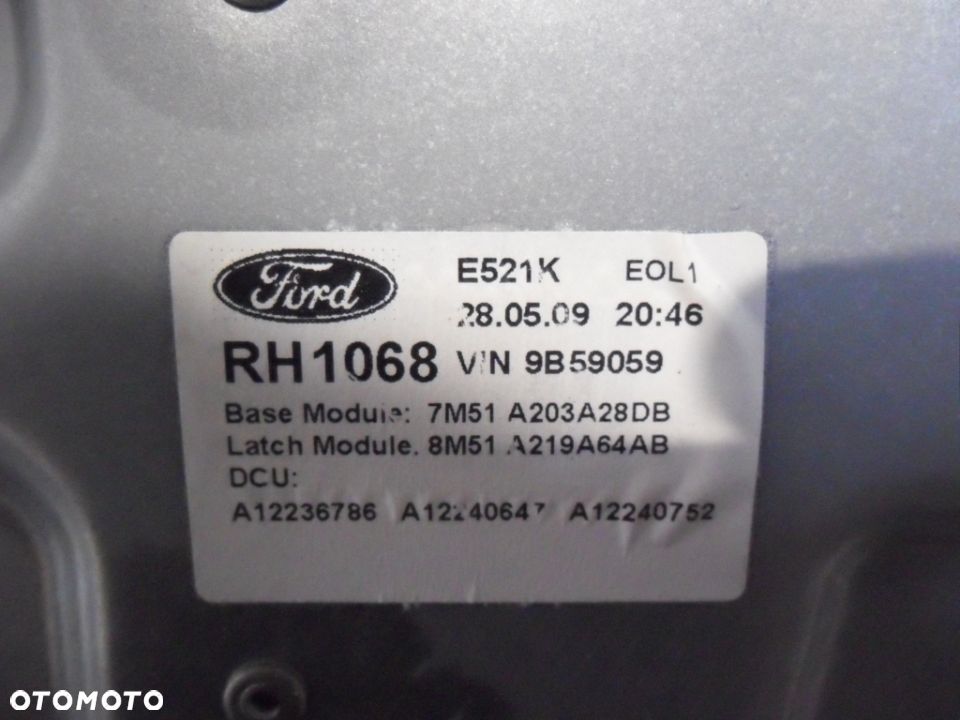 Ford E521K EOL1
28.05.09 20:46
RH1068 VIN 9B59059
Base Module: 7M51 A203A28DB
Latch Module. 8M51 A219A64AB
DCU:
A12236786 A12240647 A12240752
OTOMOTO